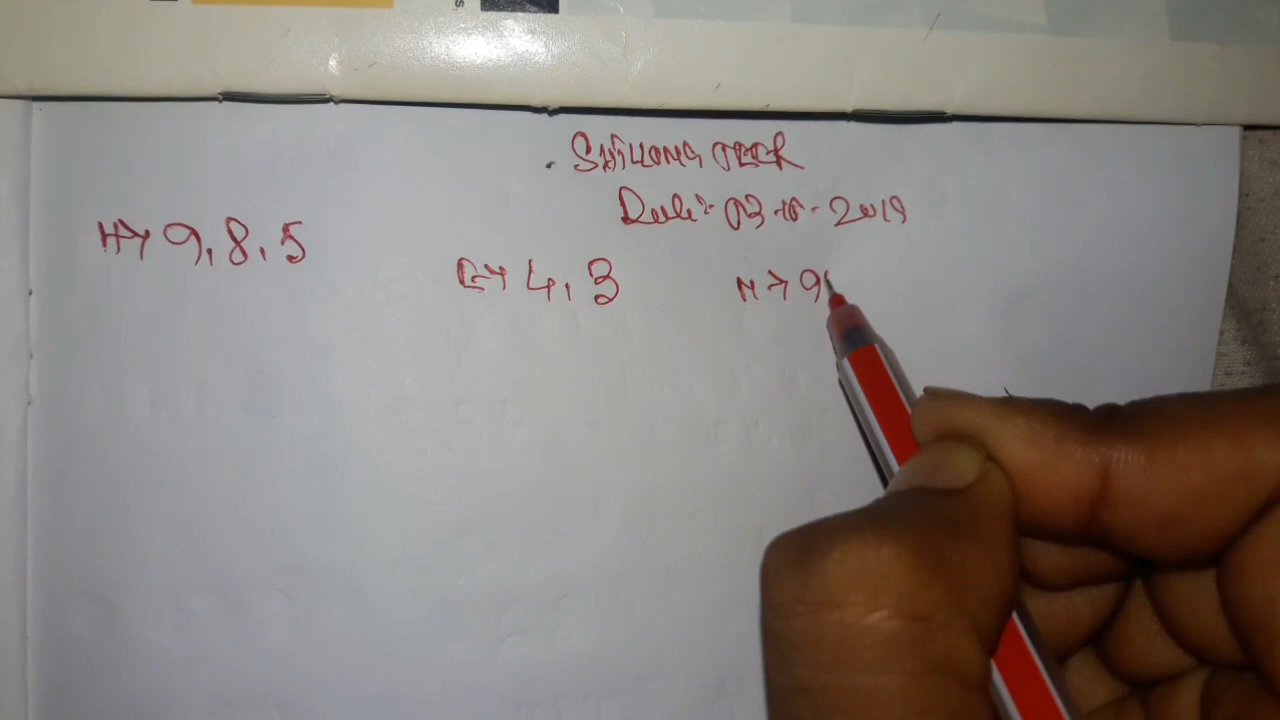 SHILLONG TEER
Date:- 03-10-2019
H→ 9, 8, 5
E→ 4, 3
H→ 9